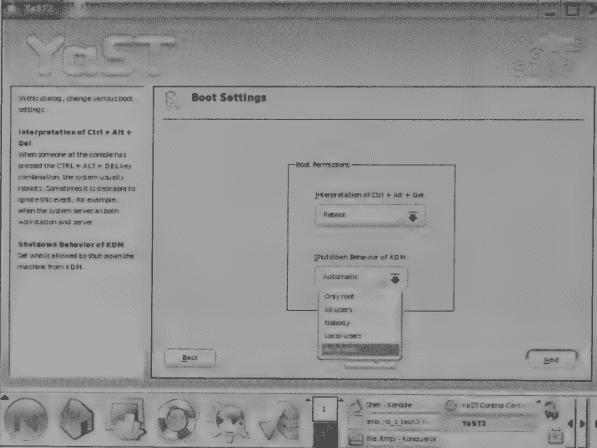 YaST2
YaST
In this dialog, change various boot
settings.
Interpretation of Ctrl + Alt +
Del
When someone at the console has
pressed the CTRL + ALT + DEL key
combination, the system usually
reboots. Sometimes it is desirable to
ignore this event, for example,
when the system serves as both
workstation and server.
Shutdown Behavior of KDM
Set who is allowed to shut down the
machine from KDM.
Boot Settings
Boot Permissions
Interpretation of Ctrl + Alt + Del
Reboot
Shutdown Behavior of KDM
Automatic
Only root
All users
Nobody
Local users
Back
Next
1
Shell - Konsole
YaST Control Cen
YaST2
file:/tmp/ - Konqueror